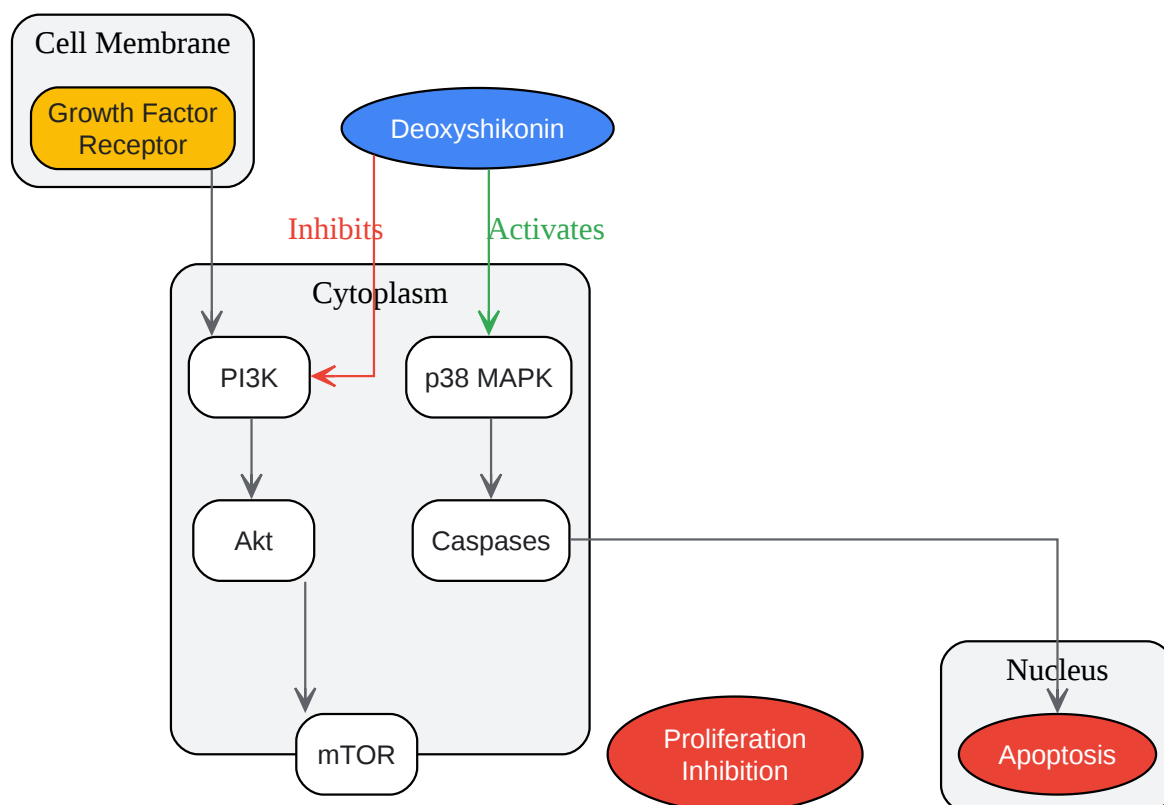 Cell Membrane
Growth Factor
Receptor
Deoxyshikonin
Inhibits
Activates
Cytoplasm
PI3K
p38 MAPK
Akt
Caspases
Nucleus
mTOR
Proliferation
Inhibition
Apoptosis